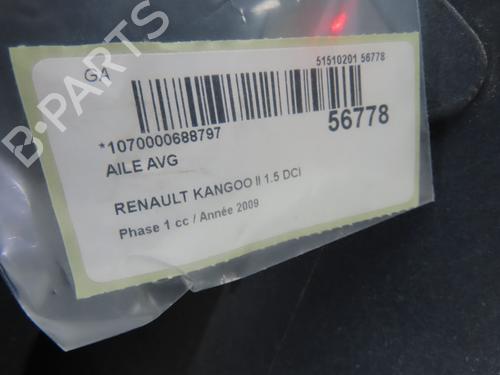 GA
51510201 56778
*1070000688797
56778
AILE AVG
RENAULT KANGOO II 1.5 DCI
Phase 1 cc / Année 2009
B-PARTS